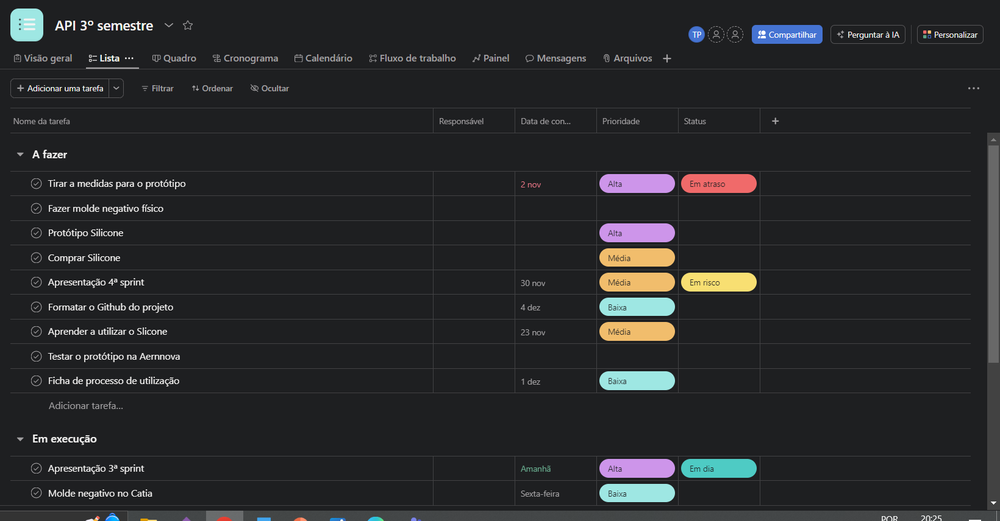 API 3º semestre
TP
Compartilhar
Perguntar à IA
Personalizar
Visão geral
Lista
Quadro
Cronograma
Calendário
Fluxo de trabalho
Painel
Mensagens
Arquivos
Adicionar uma tarefa
Filtrar
Ordenar
Ocultar
Nome da tarefa Responsável Data de con... Prioridade Status
A fazer
Tirar a medidas para o protótipo 2 nov Alta Em atraso
Fazer molde negativo físico
Protótipo Silicone Alta
Comprar Silicone Média
Apresentação 4ª sprint 30 nov Média Em risco
Formatar o Github do projeto 4 dez Baixa
Aprender a utilizar o Slicone 23 nov Média
Testar o protótipo na Aernnova
Ficha de processo de utilização 1 dez Baixa
Adicionar tarefa...
Em execução
Apresentação 3ª sprint Amanhã Alta Em dia
Molde negativo no Catia Sexta-feira Baixa
POR 20:25